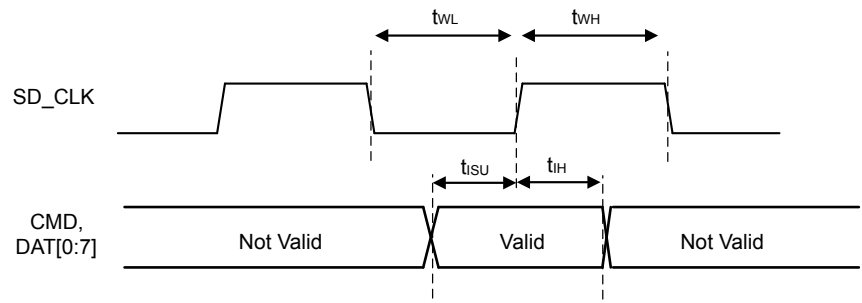 tWL tWH
SD_CLK
tISU tIH
CMD,
DAT[0:7]
Not Valid Valid Not Valid